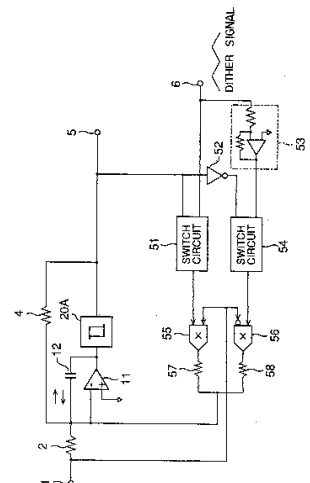 DITHER SIGNAL
6
5
53
52
4
20A
51
SWITCH
CIRCUIT
SWITCH
CIRCUIT
54
12
11
-
+
55
X
X
56
57
58
2
1